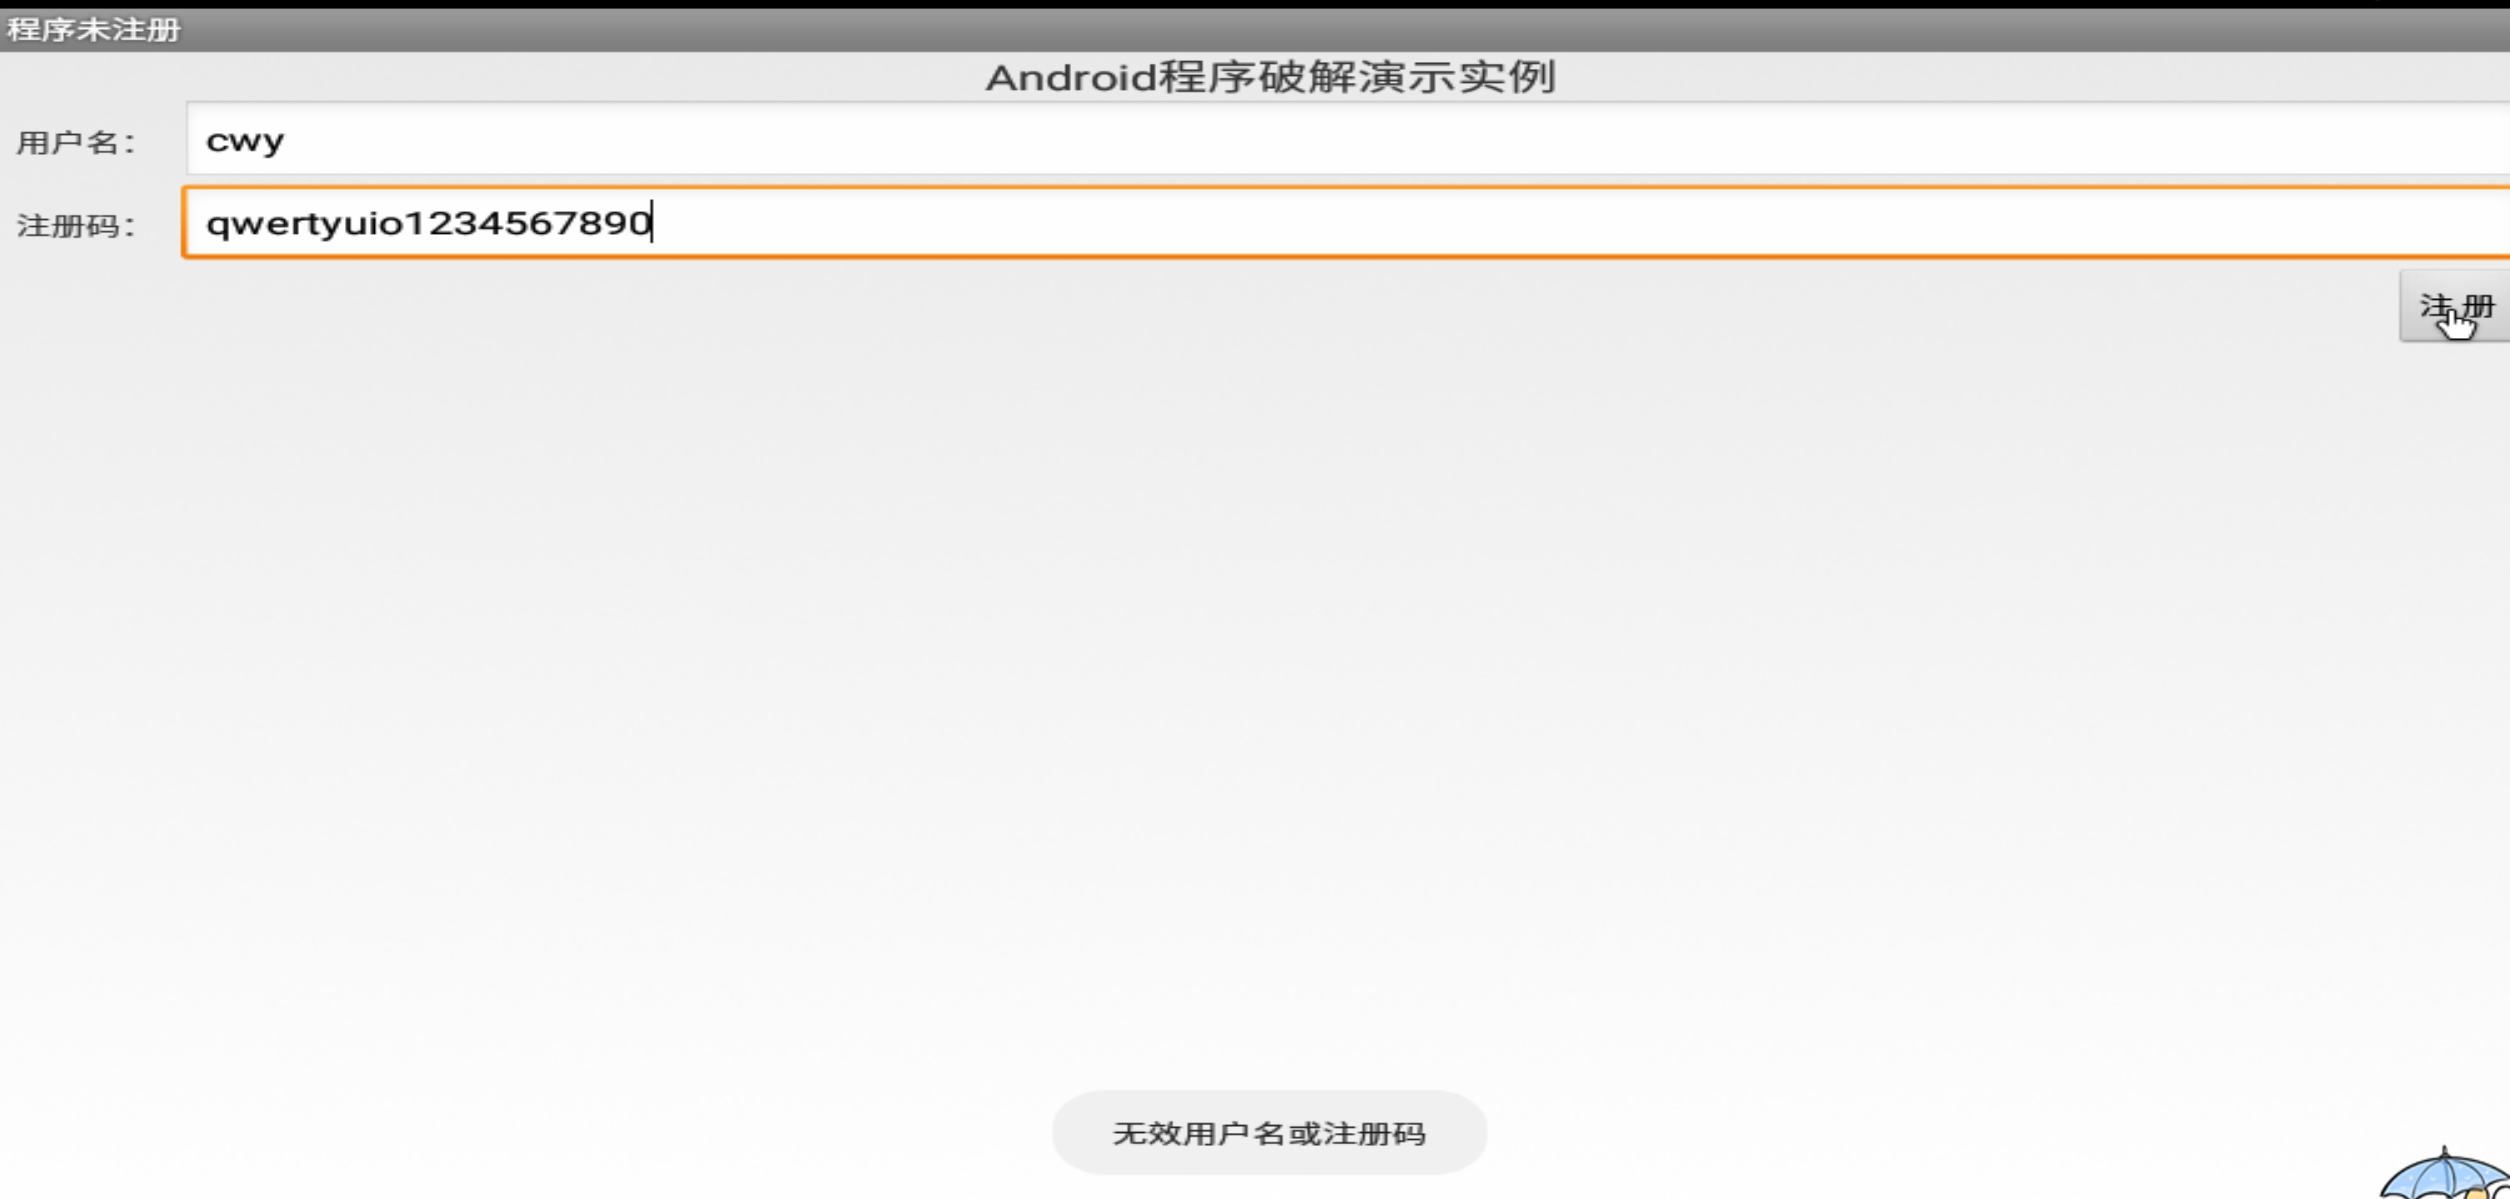 程序未注册
Android程序破解演示实例
用户名：
cwy
注册码：
qwertyuio1234567890
注 册
无效用户名或注册码